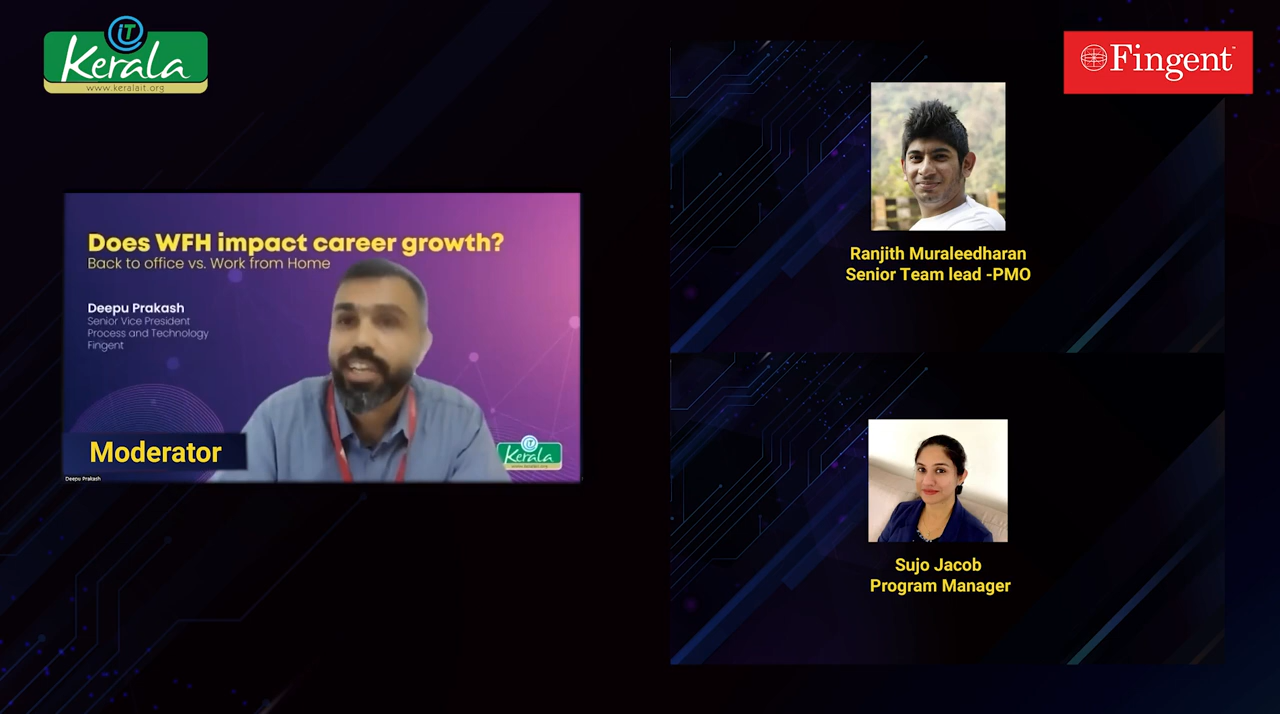 iT
Kerala
www.keralait.org
Fingent
Does WFH impact career growth?
Back to office vs. Work from Home
Deepu Prakash
Senior Vice President
Process and Technology
Fingent
Moderator
Kerala
Deepu Prakash
Ranjith Muraleedharan
Senior Team lead -PMO
Sujo Jacob
Program Manager